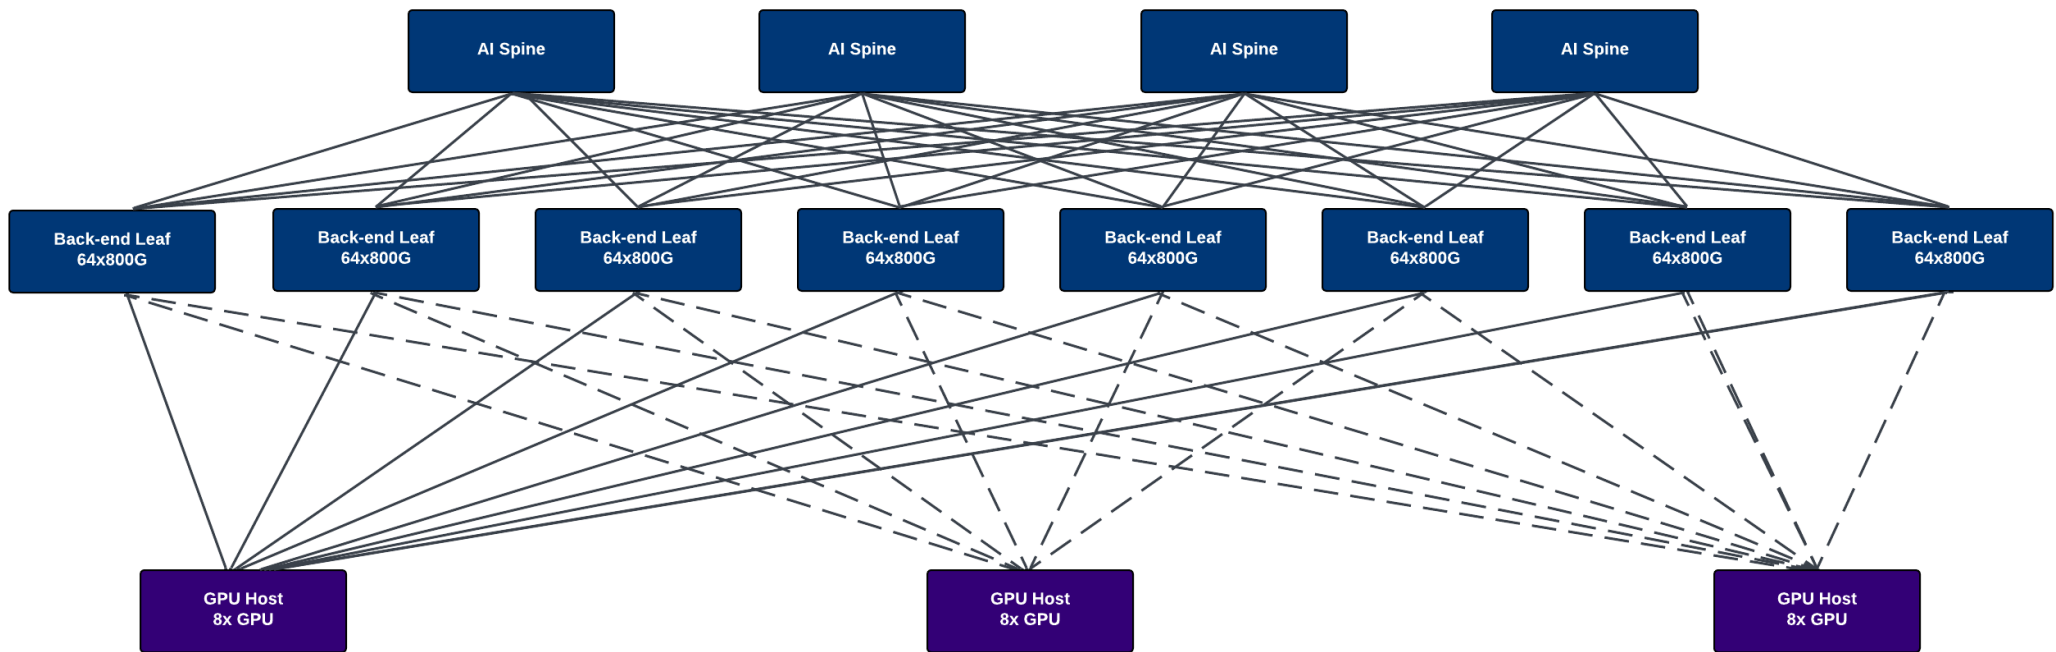 AI Spine
AI Spine
AI Spine
AI Spine
Back-end Leaf
64x800G
Back-end Leaf
64x800G
Back-end Leaf
64x800G
Back-end Leaf
64x800G
Back-end Leaf
64x800G
Back-end Leaf
64x800G
Back-end Leaf
64x800G
Back-end Leaf
64x800G
GPU Host
8x GPU
GPU Host
8x GPU
GPU Host
8x GPU